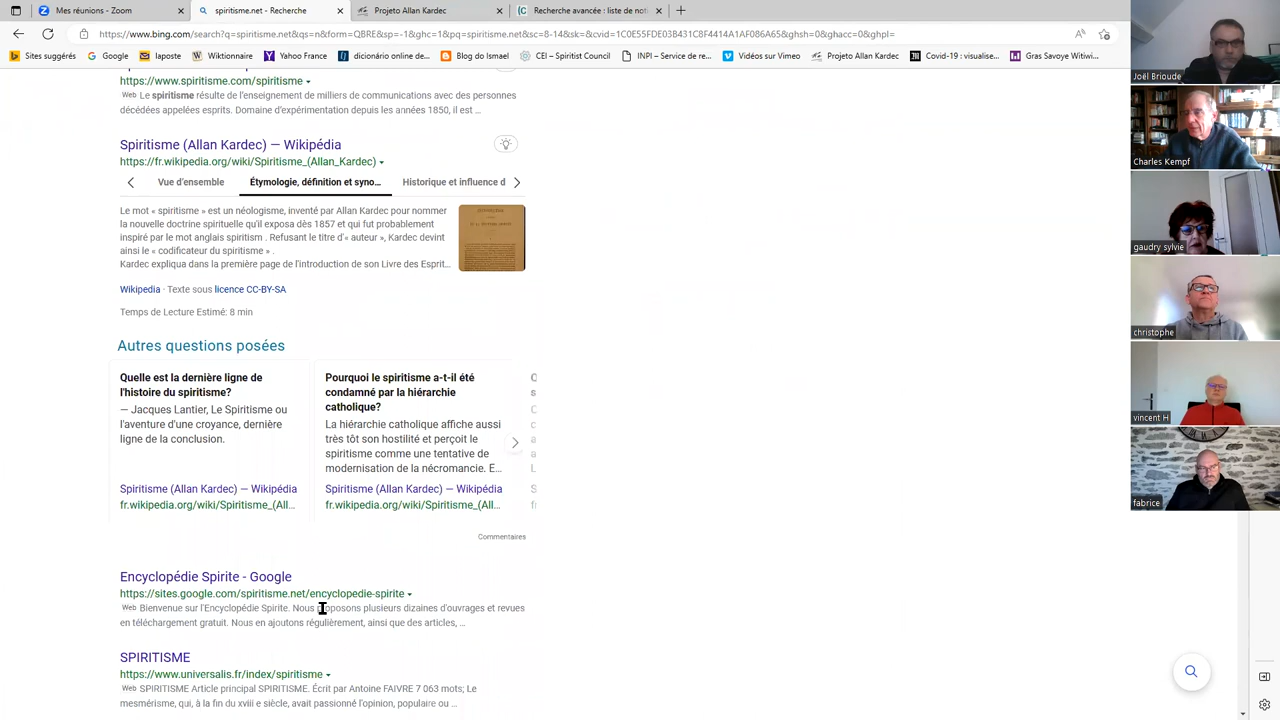 Mes réunions - Zoom
spiritisme.net - Recherche
Projeto Allan Kardec
Recherche avancée : liste de not
https://www.bing.com/search?q=spiritisme.net&qs=n&form=QBRE&sp=-1&ghc=1&pq=spiritisme.net&sc=8-14&sk=&cvid=1C0E55FDE03B431C8F4414A1AF086A65&ghsh=0&ghacc=0&ghpl=
Sites suggérés
Google
laposte
Wiktionnaire
Yahoo France
dicionário online de...
Blog do Ismael
CEI – Spiritist Council
INPI – Service de re...
Vidéos sur Vimeo
Projeto Allan Kardec
Covid-19 : visualise...
Gras Savoye Witiwi...
https://www.spiritisme.com/spiritisme
Web Le spiritisme résulte de l'enseignement de milliers de communications avec des personnes
décédées appelées esprits. Domaine d'expérimentation depuis les années 1850, il est ...
Spiritisme (Allan Kardec) — Wikipédia
https://fr.wikipedia.org/wiki/Spiritisme_(Allan_Kardec)
Vue d'ensemble
Étymologie, définition et syno...
Historique et influence d
Le mot « spiritisme » est un néologisme, inventé par Allan Kardec pour nommer
la nouvelle doctrine spirituelle qu'il exposa dès 1857 et qui fut probablement
inspiré par le mot anglais spiritism . Refusant le titre d'« auteur », Kardec devint
ainsi le « codificateur du spiritisme » .
Kardec expliqua dans la première page de l'introduction de son Livre des Esprit...
Wikipedia · Texte sous licence CC-BY-SA
Temps de Lecture Estimé: 8 min
Autres questions posées
Quelle est la dernière ligne de
l'histoire du spiritisme?
— Jacques Lantier, Le Spiritisme ou
l'aventure d'une croyance, dernière
ligne de la conclusion.
Spiritisme (Allan Kardec) — Wikipédia
fr.wikipedia.org/wiki/Spiritisme_(All...
Pourquoi le spiritisme a-t-il été
condamné par la hiérarchie
catholique?
La hiérarchie catholique affiche aussi
très tôt son hostilité et perçoit le
spiritisme comme une tentative de
modernisation de la nécromancie. E...
Spiritisme (Allan Kardec) — Wikipédia
fr.wikipedia.org/wiki/Spiritisme_(All...
Commentaires
Encyclopédie Spirite - Google
https://sites.google.com/spiritisme.net/encyclopedie-spirite
Web Bienvenue sur l'Encyclopédie Spirite. Nous proposons plusieurs dizaines d'ouvrages et revues
en téléchargement gratuit. Nous en ajoutons régulièrement, ainsi que des articles, ...
SPIRITISME
https://www.universalis.fr/index/spiritisme
Web SPIRITISME Article principal SPIRITISME. Écrit par Antoine FAIVRE 7 063 mots; Le
mesmérisme, qui, à la fin du xviii e siècle, avait passionné l'opinion, populaire ou ...
Joël Brioude
Charles Kempf
gaudry sylvie
christophe
vincent H
fabrice